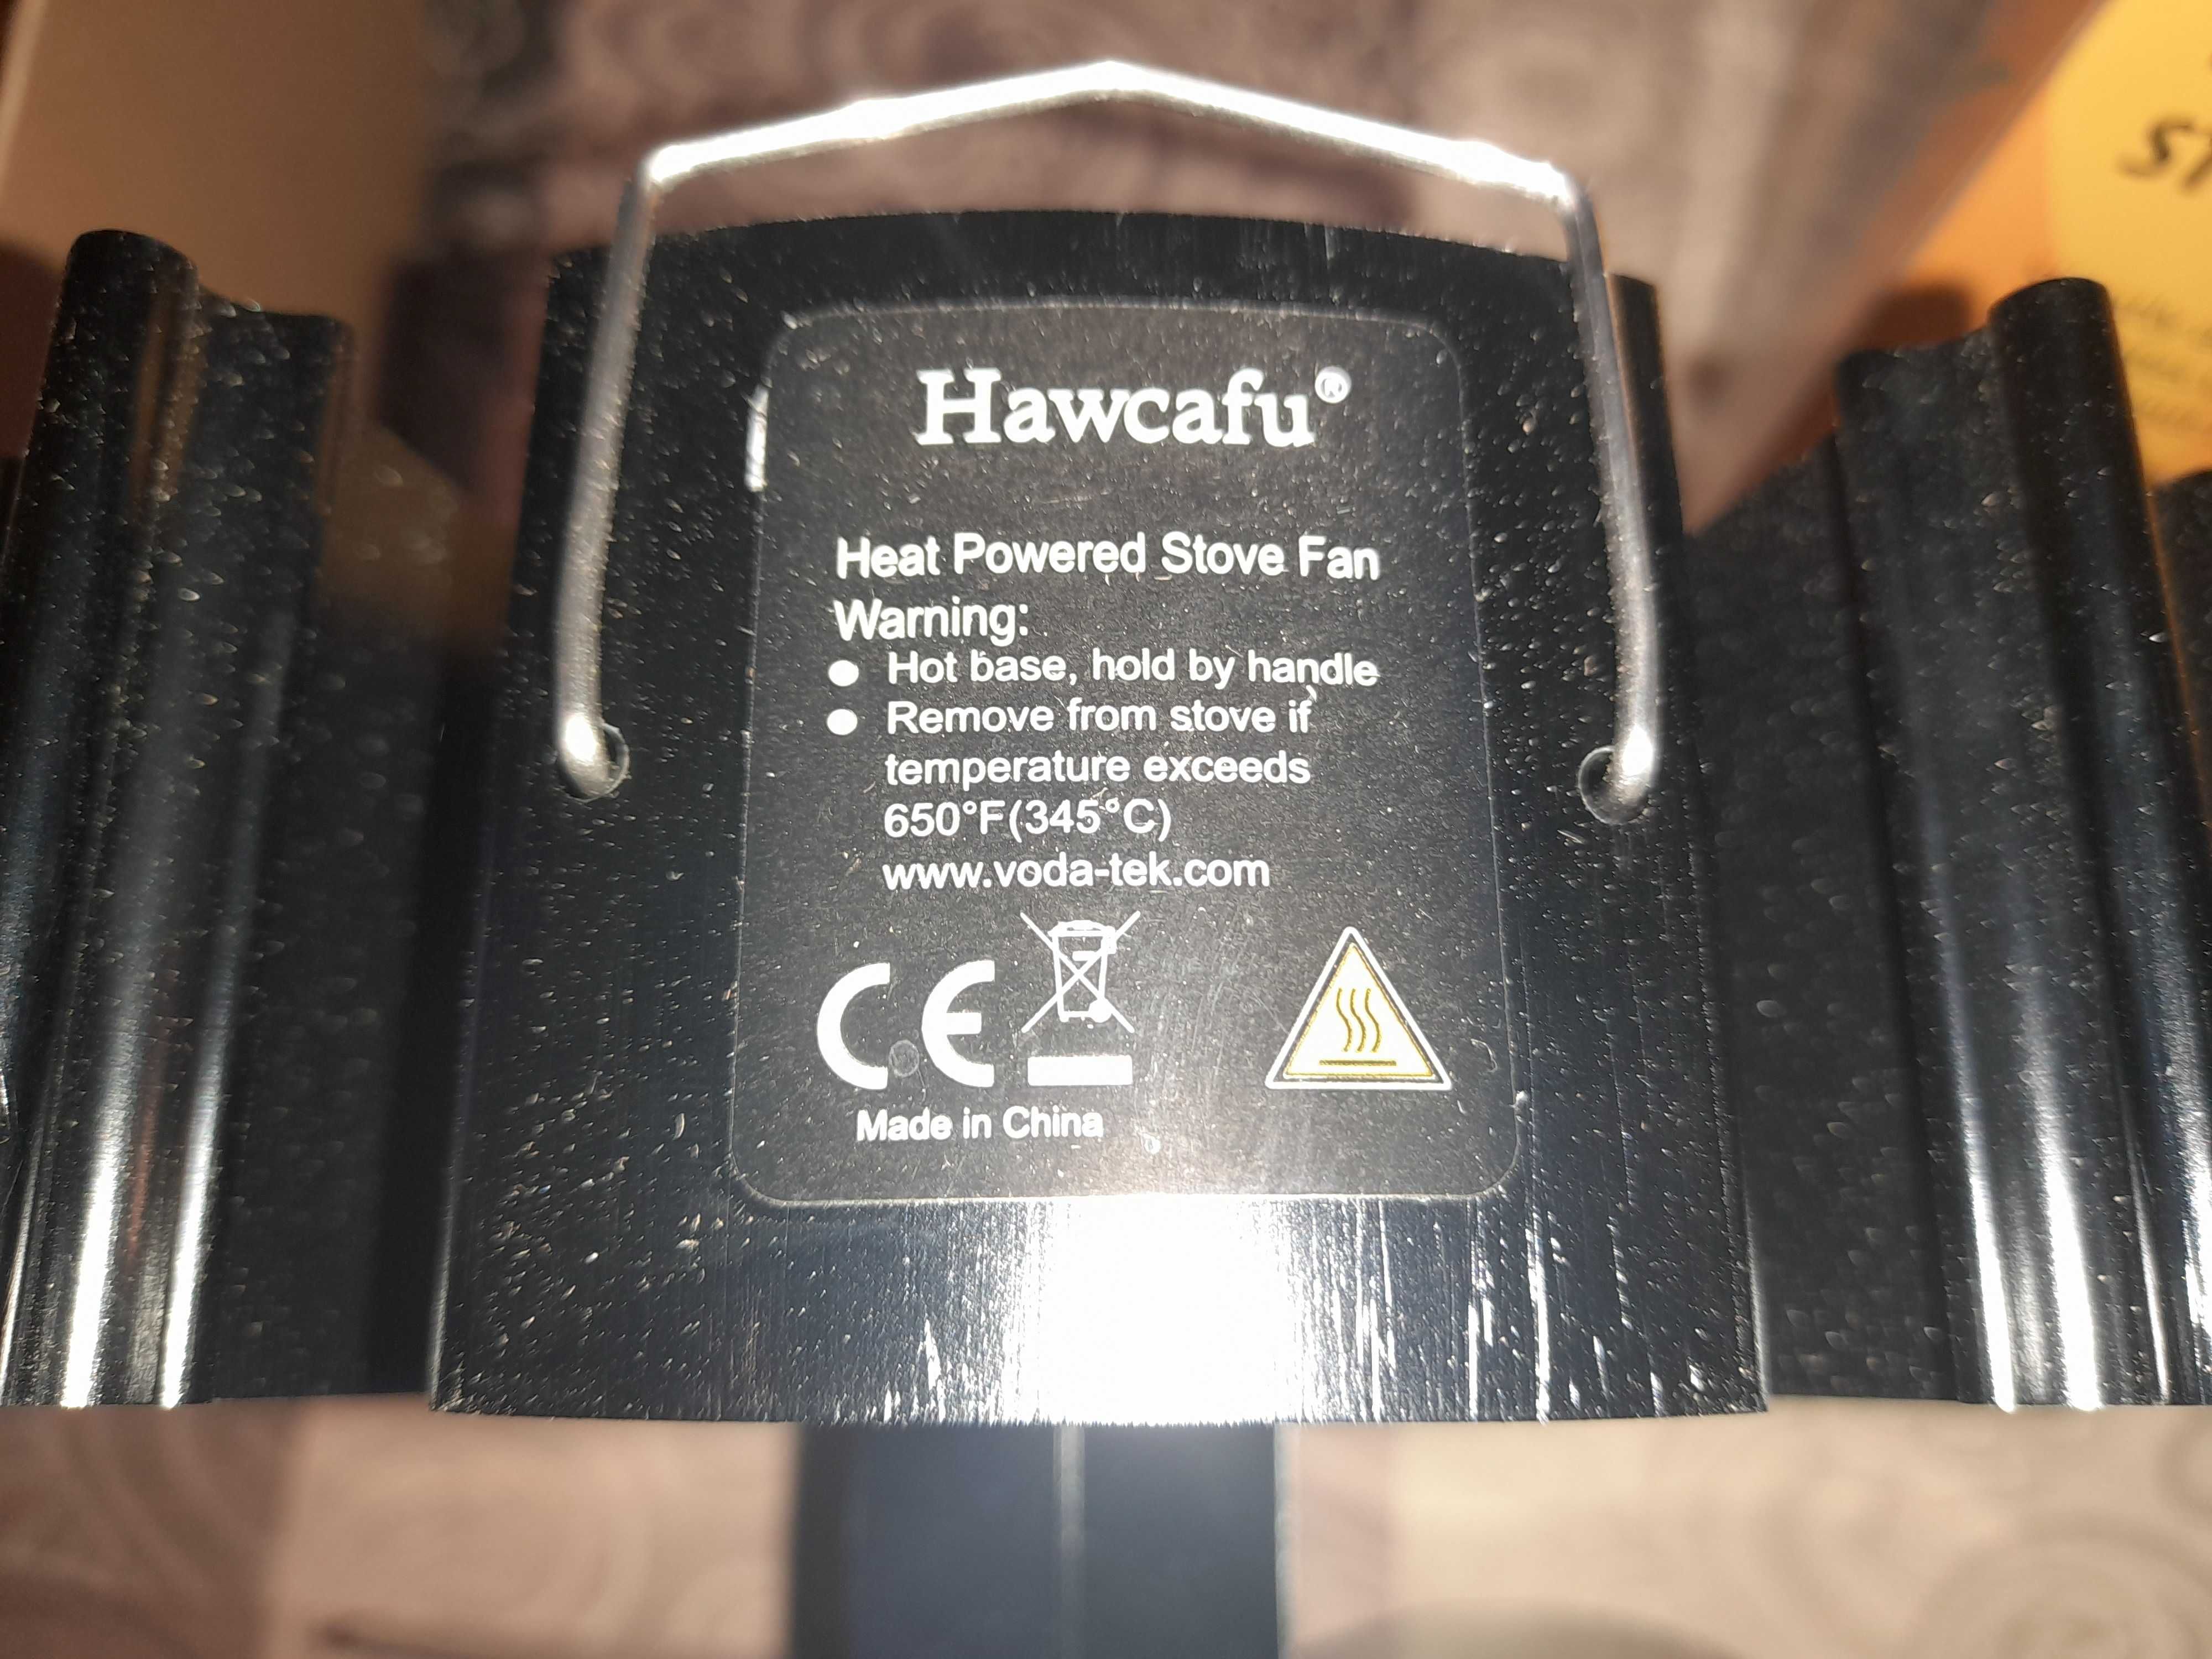 Hawcafu®
Heat Powered Stove Fan
Warning:
● Hot base, hold by handle
● Remove from stove if
temperature exceeds
650°F(345°C)
www.voda-tek.com
CE
Made in China